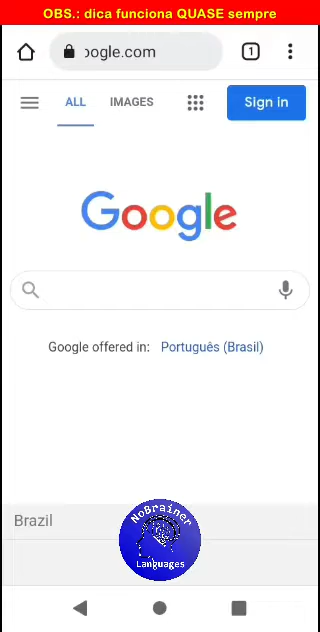 OBS.: dica funciona QUASE sempre
oogle.com
1
ALL IMAGES Sign in
Google
Google offered in: Português (Brasil)
Brazil
NoBrainer
Languages